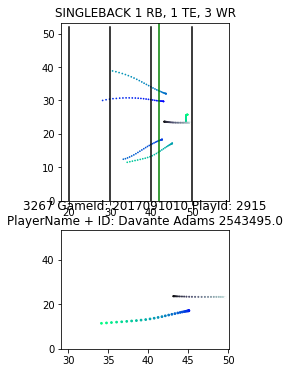 SINGLEBACK 1 RB, 1 TE, 3 WR
50
40
30
20
10
0
20 30 40 50
3267 GameId: 2017091010 PlayId: 2915
PlayerName + ID: Davante Adams 2543495.0
40
20
0
30 35 40 45 50